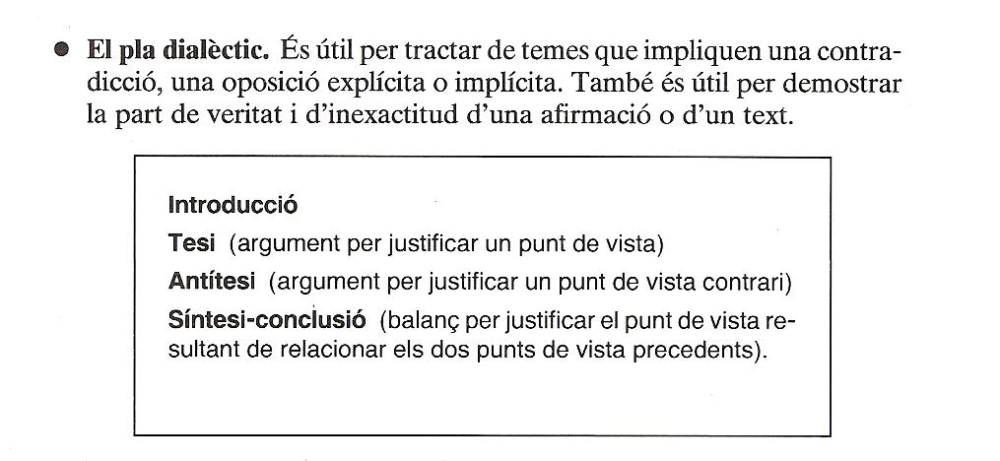 ● El pla dialèctic. És útil per tractar de temes que impliquen una contra-
dicció, una oposició explícita o implícita. També és útil per demostrar
la part de veritat i d'inexactitud d'una afirmació o d'un text.
Introducció
Tesi (argument per justificar un punt de vista)
Antítesi (argument per justificar un punt de vista contrari)
Síntesi-conclusió (balanç per justificar el punt de vista re-
sultant de relacionar els dos punts de vista precedents).